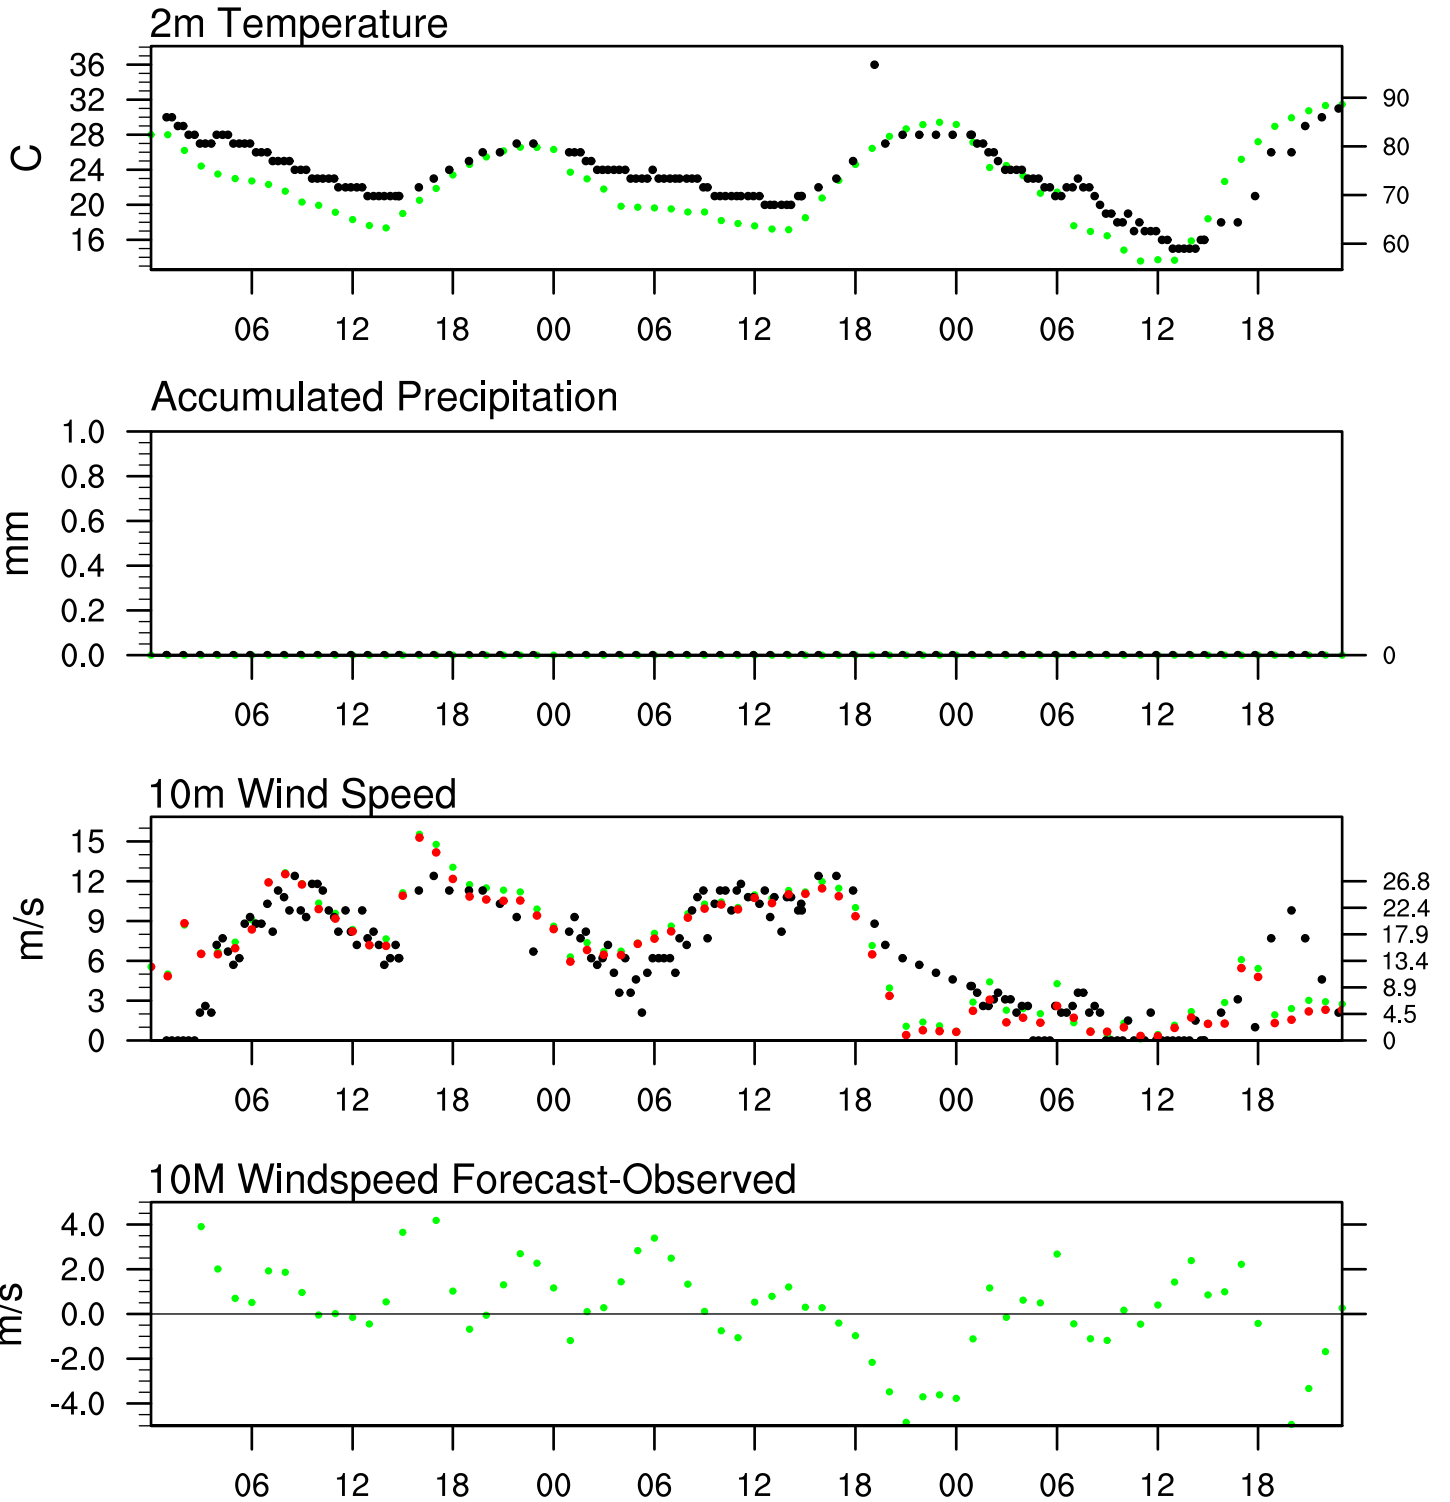 2m Temperature
36
32
28
24
20
16
C
90
80
70
60
06 12 18 00 06 12 18 00 06 12 18
Accumulated Precipitation
1.0
0.8
0.6
0.4
0.2
0.0
mm
0
06 12 18 00 06 12 18 00 06 12 18
10m Wind Speed
15
12
9
6
3
0
m/s
26.8
22.4
17.9
13.4
8.9
4.5
0
06 12 18 00 06 12 18 00 06 12 18
10M Windspeed Forecast-Observed
4.0
2.0
0.0
-2.0
-4.0
m/s
06 12 18 00 06 12 18 00 06 12 18